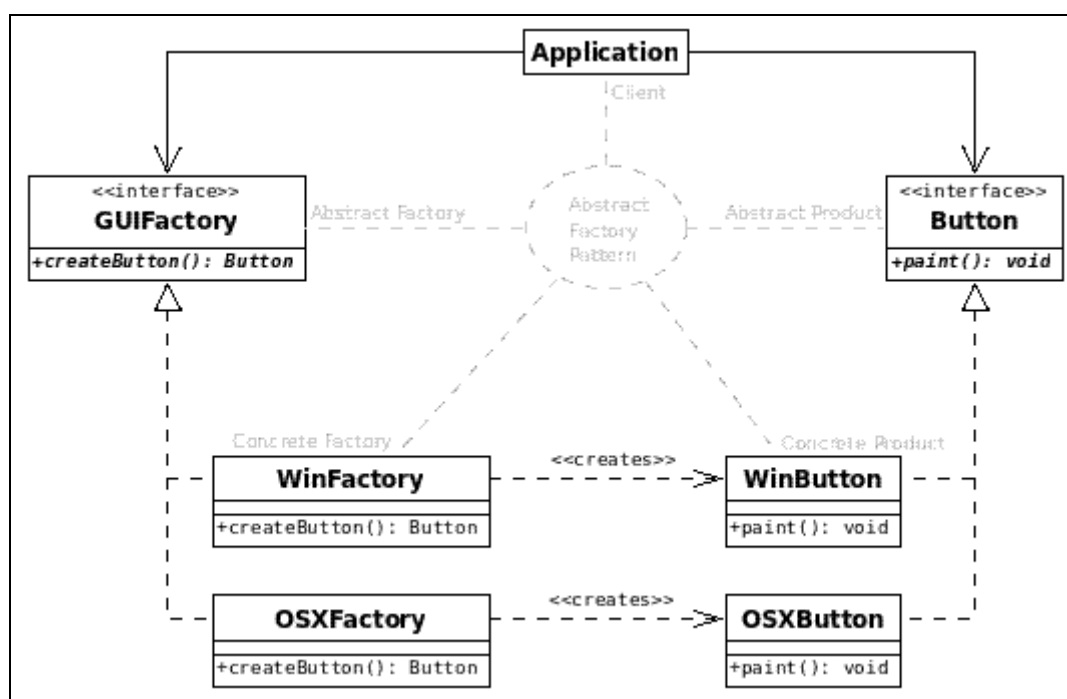 Application
Client
<<interface>>
GUIFactory
+createButton(): Button
Abstract Factory
Abstract
Factory
Pattern
Abstract Product
<<interface>>
Button
+paint(): void
Concrete Factory
Concrete Product
WinFactory
+createButton(): Button
<<creates>>
WinButton
+paint(): void
OSXFactory
+createButton(): Button
<<creates>>
OSXButton
+paint(): void